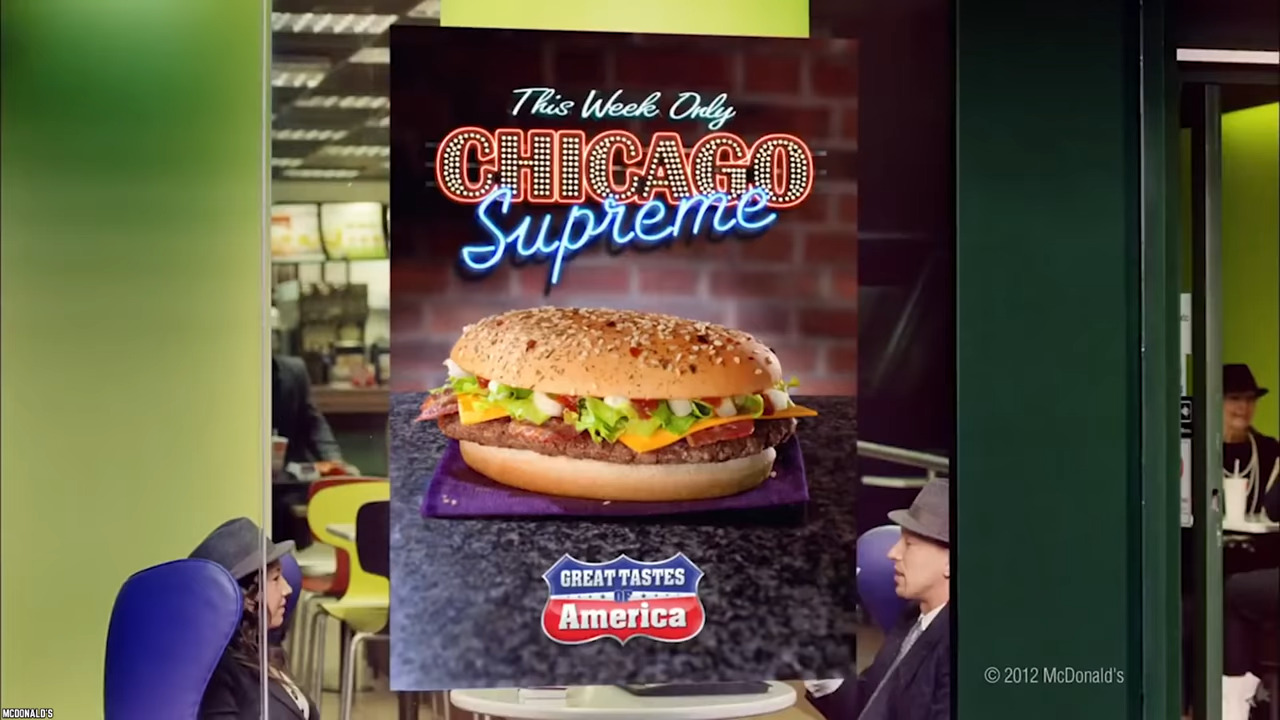 This Week Only
CHICAGO
Supreme
GREAT TASTES
OF
America
© 2012 McDonald's
MCDONALD'S